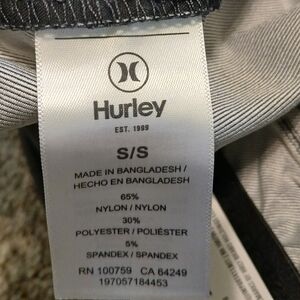 Hurley
EST. 1999
S/S
MADE IN BANGLADESH /
HECHO EN BANGLADESH
65%
NYLON / NYLON
30%
POLYESTER / POLIÉSTER
5%
SPANDEX / SPANDEX
RN 100759 CA 64249
197057184453